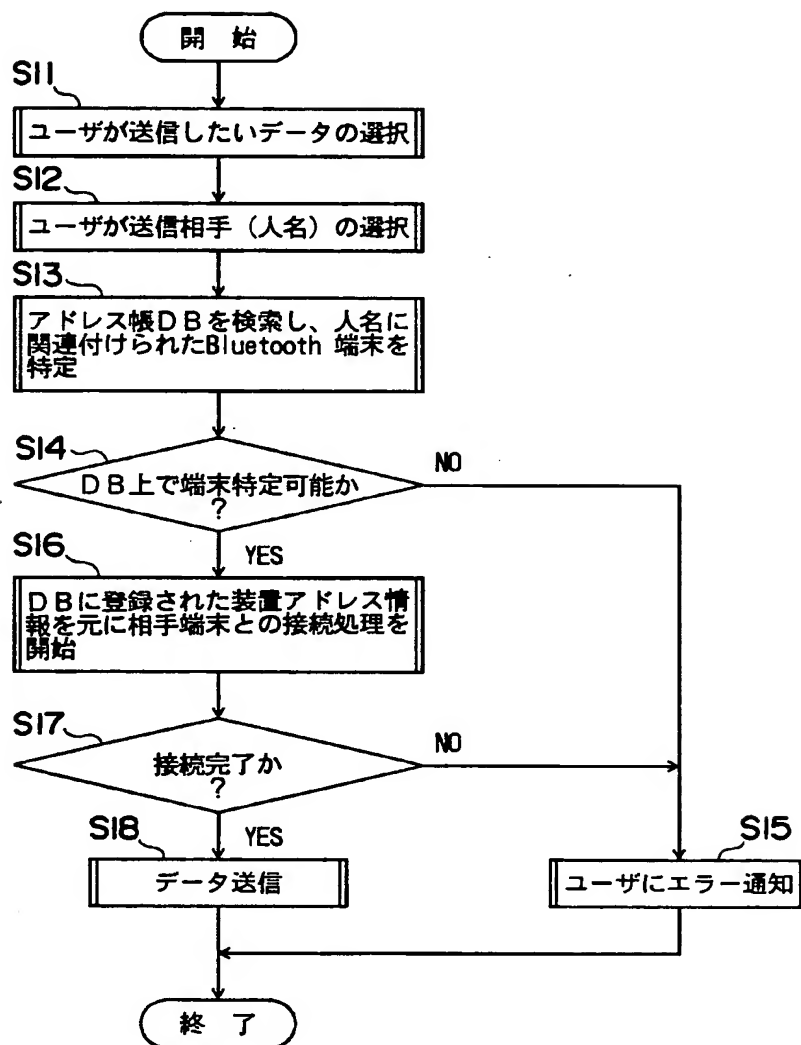 開 始
S11
ユーザが送信したいデータの選択
S12
ユーザが送信相手（人名）の選択
S13
アドレス帳DBを検索し、人名に
関連付けられたBluetooth 端末を
特定
S14
DB上で端末特定可能か
?
NO
YES
S16
DBに登録された装置アドレス情
報を元に相手端末との接続処理を
開始
S17
接続完了か
?
NO
YES
S18
データ送信
S15
ユーザにエラー通知
終 了